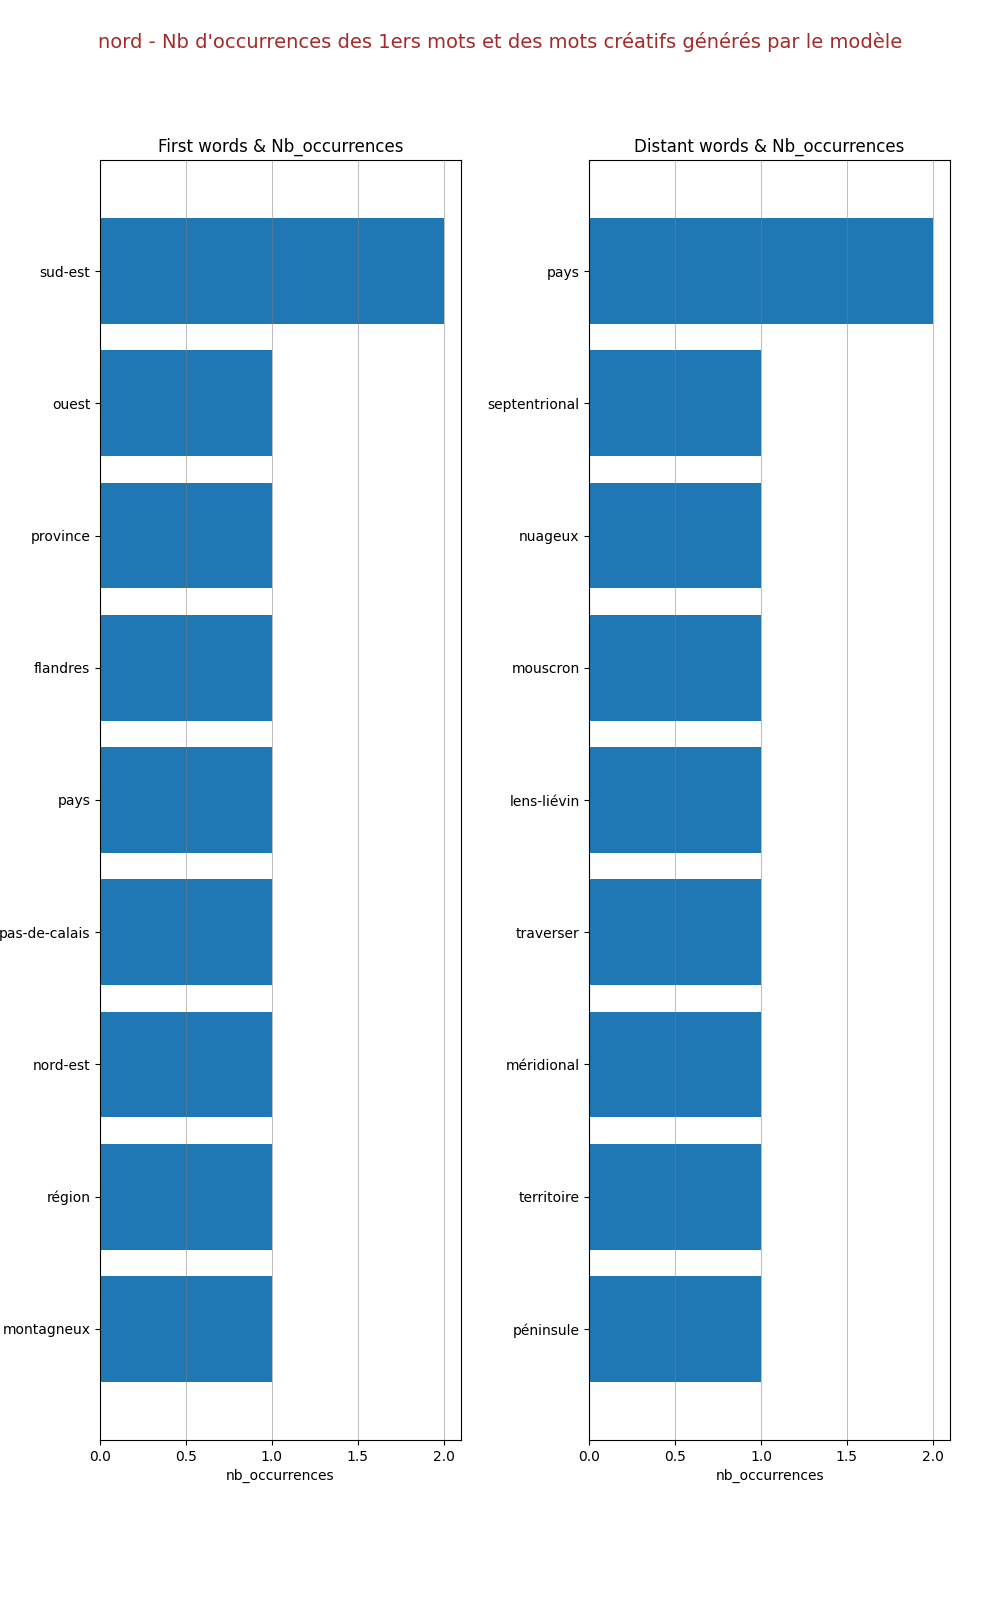 nord - Nb d'occurrences des 1ers mots et des mots créatifs générés par le modèle
First words & Nb_occurrences
sud-est
ouest
province
flandres
pays
pas-de-calais
nord-est
région
montagneux
0.0 0.5 1.0 1.5 2.0
nb_occurrences
Distant words & Nb_occurrences
pays
septentrional
nuageux
mouscron
lens-liévin
traverser
méridional
territoire
péninsule
0.0 0.5 1.0 1.5 2.0
nb_occurrences